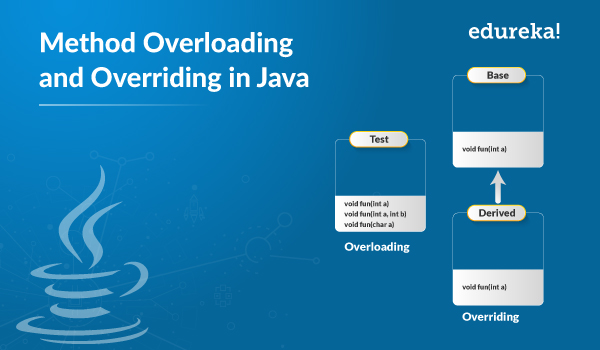 Method Overloading
and Overriding in Java
edureka!
Test
void fun(int a)
void fun(int a, int b)
void fun(char a)
Overloading
Base
void fun(int a)
Derived
void fun(int a)
Overriding